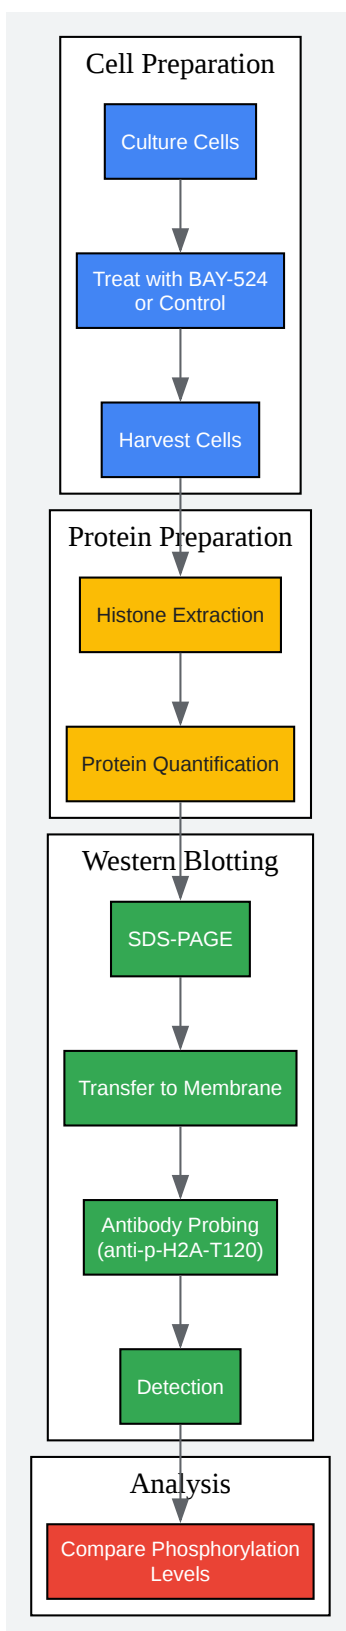 Cell Preparation
Culture Cells
Treat with BAY-524
or Control
Harvest Cells
Protein Preparation
Histone Extraction
Protein Quantification
Western Blotting
SDS-PAGE
Transfer to Membrane
Antibody Probing
(anti-p-H2A-T120)
Detection
Analysis
Compare Phosphorylation
Levels